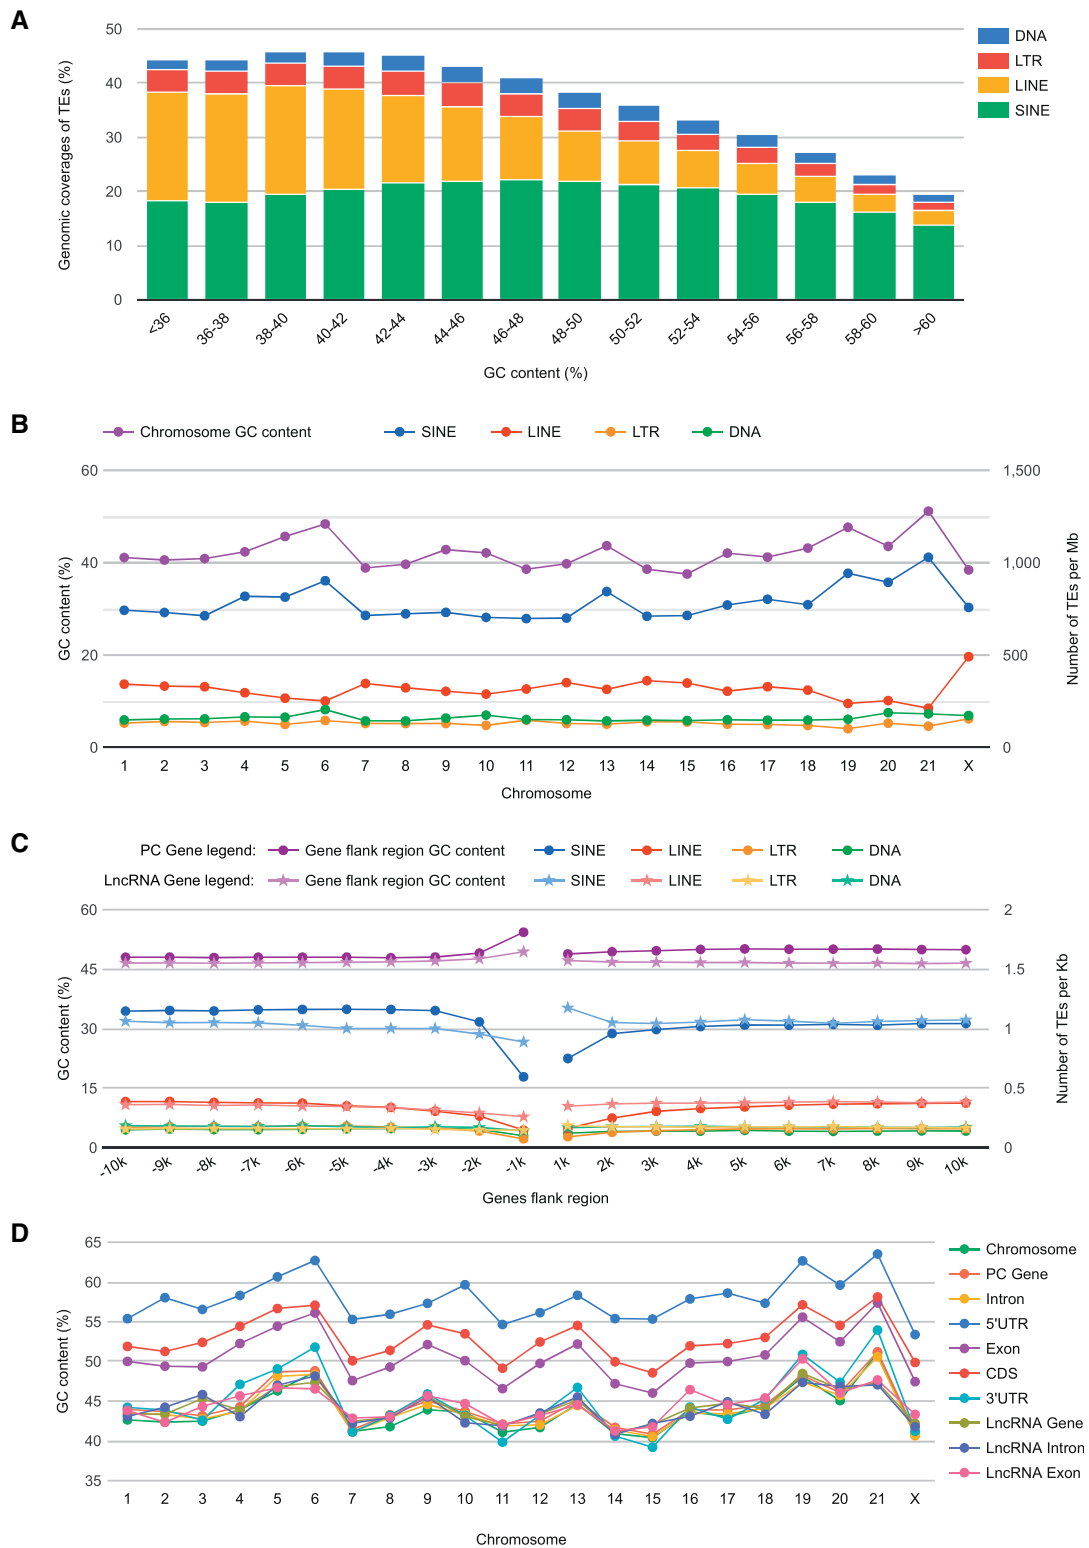 A
Genomic coverages of TEs (%)
50
40
30
20
10
0
<36 36-38 38-40 40-42 42-44 44-46 46-48 48-50 50-52 52-54 54-56 56-58 58-60 >60
GC content (%)
DNA
LTR
LINE
SINE
B
Chromosome GC content SINE LINE LTR DNA
GC content (%)
60
40
20
0
1,500
1,000
500
0
Number of TEs per Mb
1 2 3 4 5 6 7 8 9 10 11 12 13 14 15 16 17 18 19 20 21 X
Chromosome
C
PC Gene legend: Gene flank region GC content SINE LINE LTR DNA
LncRNA Gene legend: Gene flank region GC content SINE LINE LTR DNA
GC content (%)
60
45
30
15
0
2
1.5
1
0.5
0
Number of TEs per Kb
-10k -9k -8k -7k -6k -5k -4k -3k -2k -1k 1k 2k 3k 4k 5k 6k 7k 8k 9k 10k
Genes flank region
D
GC content (%)
65
60
55
50
45
40
35
1 2 3 4 5 6 7 8 9 10 11 12 13 14 15 16 17 18 19 20 21 X
Chromosome
Chromosome
PC Gene
Intron
5'UTR
Exon
CDS
3'UTR
LncRNA Gene
LncRNA Intron
LncRNA Exon